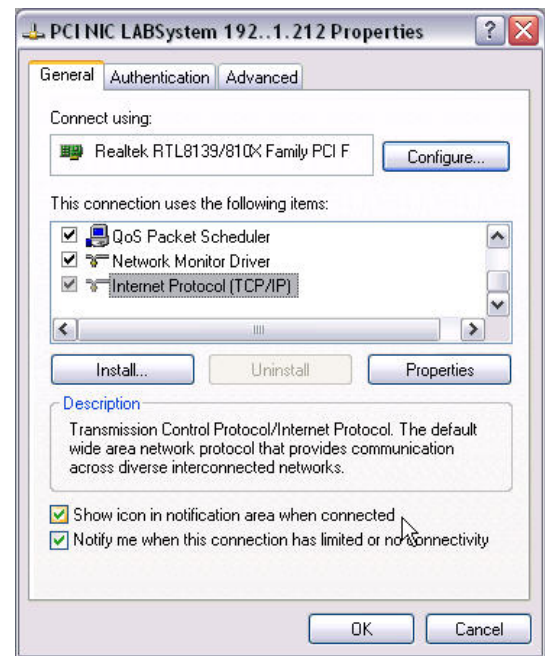 PCI NIC LABSystem 192..1.212 Properties
General Authentication Advanced
Connect using:
Realtek RTL8139/810X Family PCI F
Configure...
This connection uses the following items:
QoS Packet Scheduler
Network Monitor Driver
Internet Protocol (TCP/IP)
Install... Uninstall Properties
Description
Transmission Control Protocol/Internet Protocol. The default
wide area network protocol that provides communication
across diverse interconnected networks.
Show icon in notification area when connected
Notify me when this connection has limited or no connectivity
OK Cancel